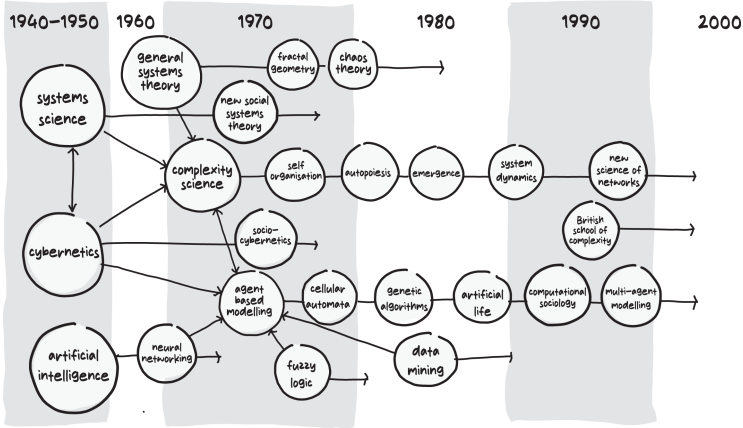 1940-1950 1960 1970 1980 1990 2000
general
systems
theory
fractal
geometry
chaos
theory
systems
science
new social
systems
theory
complexity
science
self
organisation
autopoiesis
emergence
system
dynamics
new
science of
networks
cybernetics
socio-
cybernetics
British
school of
complexity
agent
based
modelling
cellular
automata
genetic
algorithms
artificial
life
computational
sociology
multi-agent
modelling
artificial
intelligence
neural
networking
fuzzy
logic
data
mining